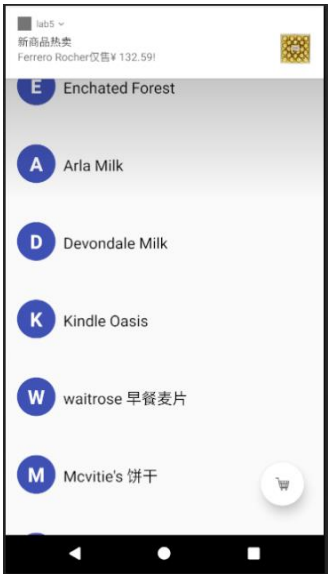 lab5
新商品热卖
Ferrero Rocher仅售¥ 132.59!
E Enchated Forest
A Arla Milk
D Devondale Milk
K Kindle Oasis
W waitrose 早餐麦片
M Mcvitie's 饼干